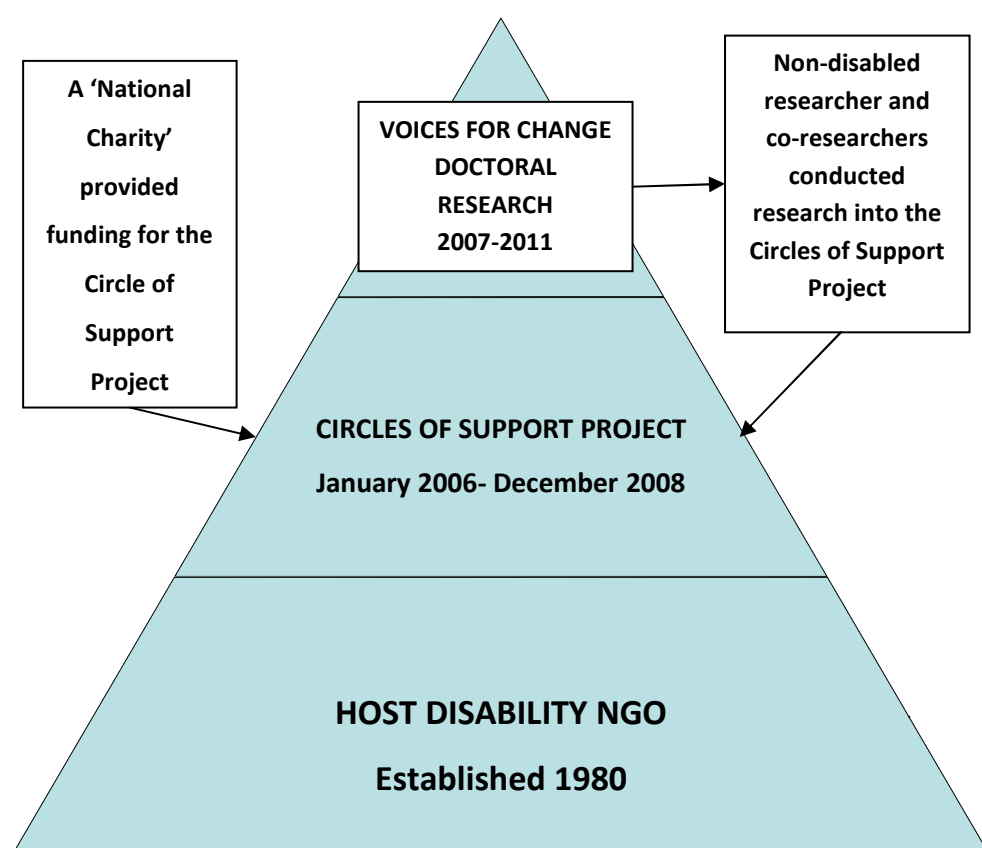 A ‘National
Charity’
provided
funding for the
Circle of
Support
Project
VOICES FOR CHANGE
DOCTORAL
RESEARCH
2007-2011
Non-disabled
researcher and
co-researchers
conducted
research into the
Circles of Support
Project
CIRCLES OF SUPPORT PROJECT
January 2006- December 2008
HOST DISABILITY NGO
Established 1980